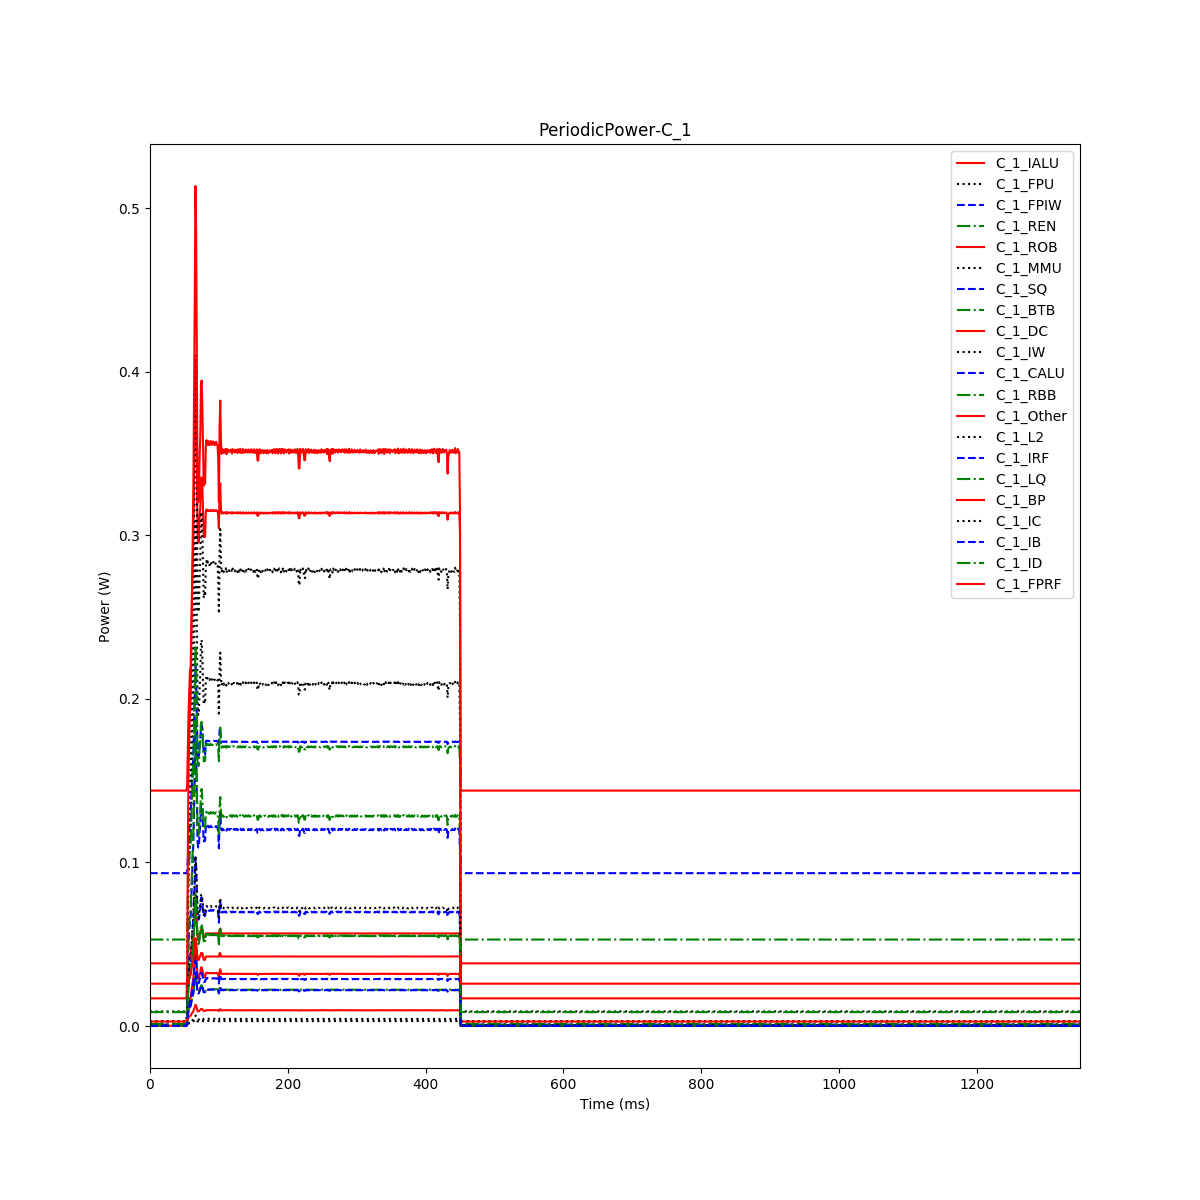 PeriodicPower-C_1
C_1_IALU
C_1_FPU
C_1_FPIW
C_1_REN
C_1_ROB
C_1_MMU
C_1_SQ
C_1_BTB
C_1_DC
C_1_IW
C_1_CALU
C_1_RBB
C_1_Other
C_1_L2
C_1_IRF
C_1_LQ
C_1_BP
C_1_IC
C_1_IB
C_1_ID
C_1_FPRF
Power (W)
0.5
0.4
0.3
0.2
0.1
0.0
0 200 400 600 800 1000 1200
Time (ms)